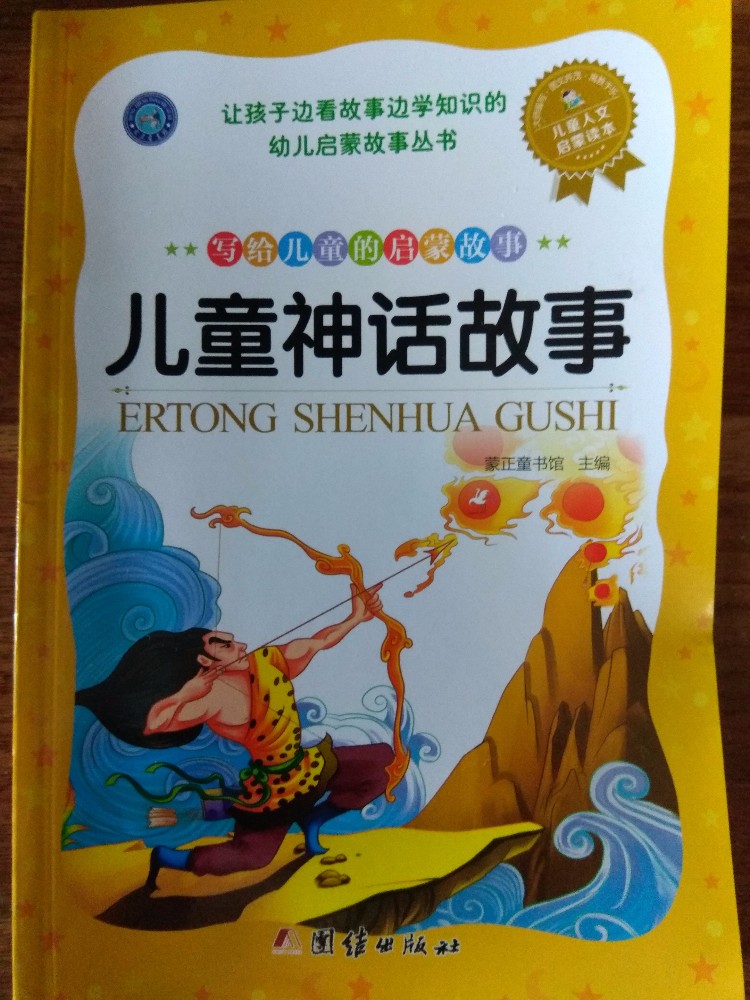 让孩子边看故事边学知识的
幼儿启蒙故事丛书
儿童人文
启蒙读本
写给儿童的启蒙故事
儿童神话故事
ERTONG SHENHUA GUSHI
蒙正童书馆 主编
团结出版社